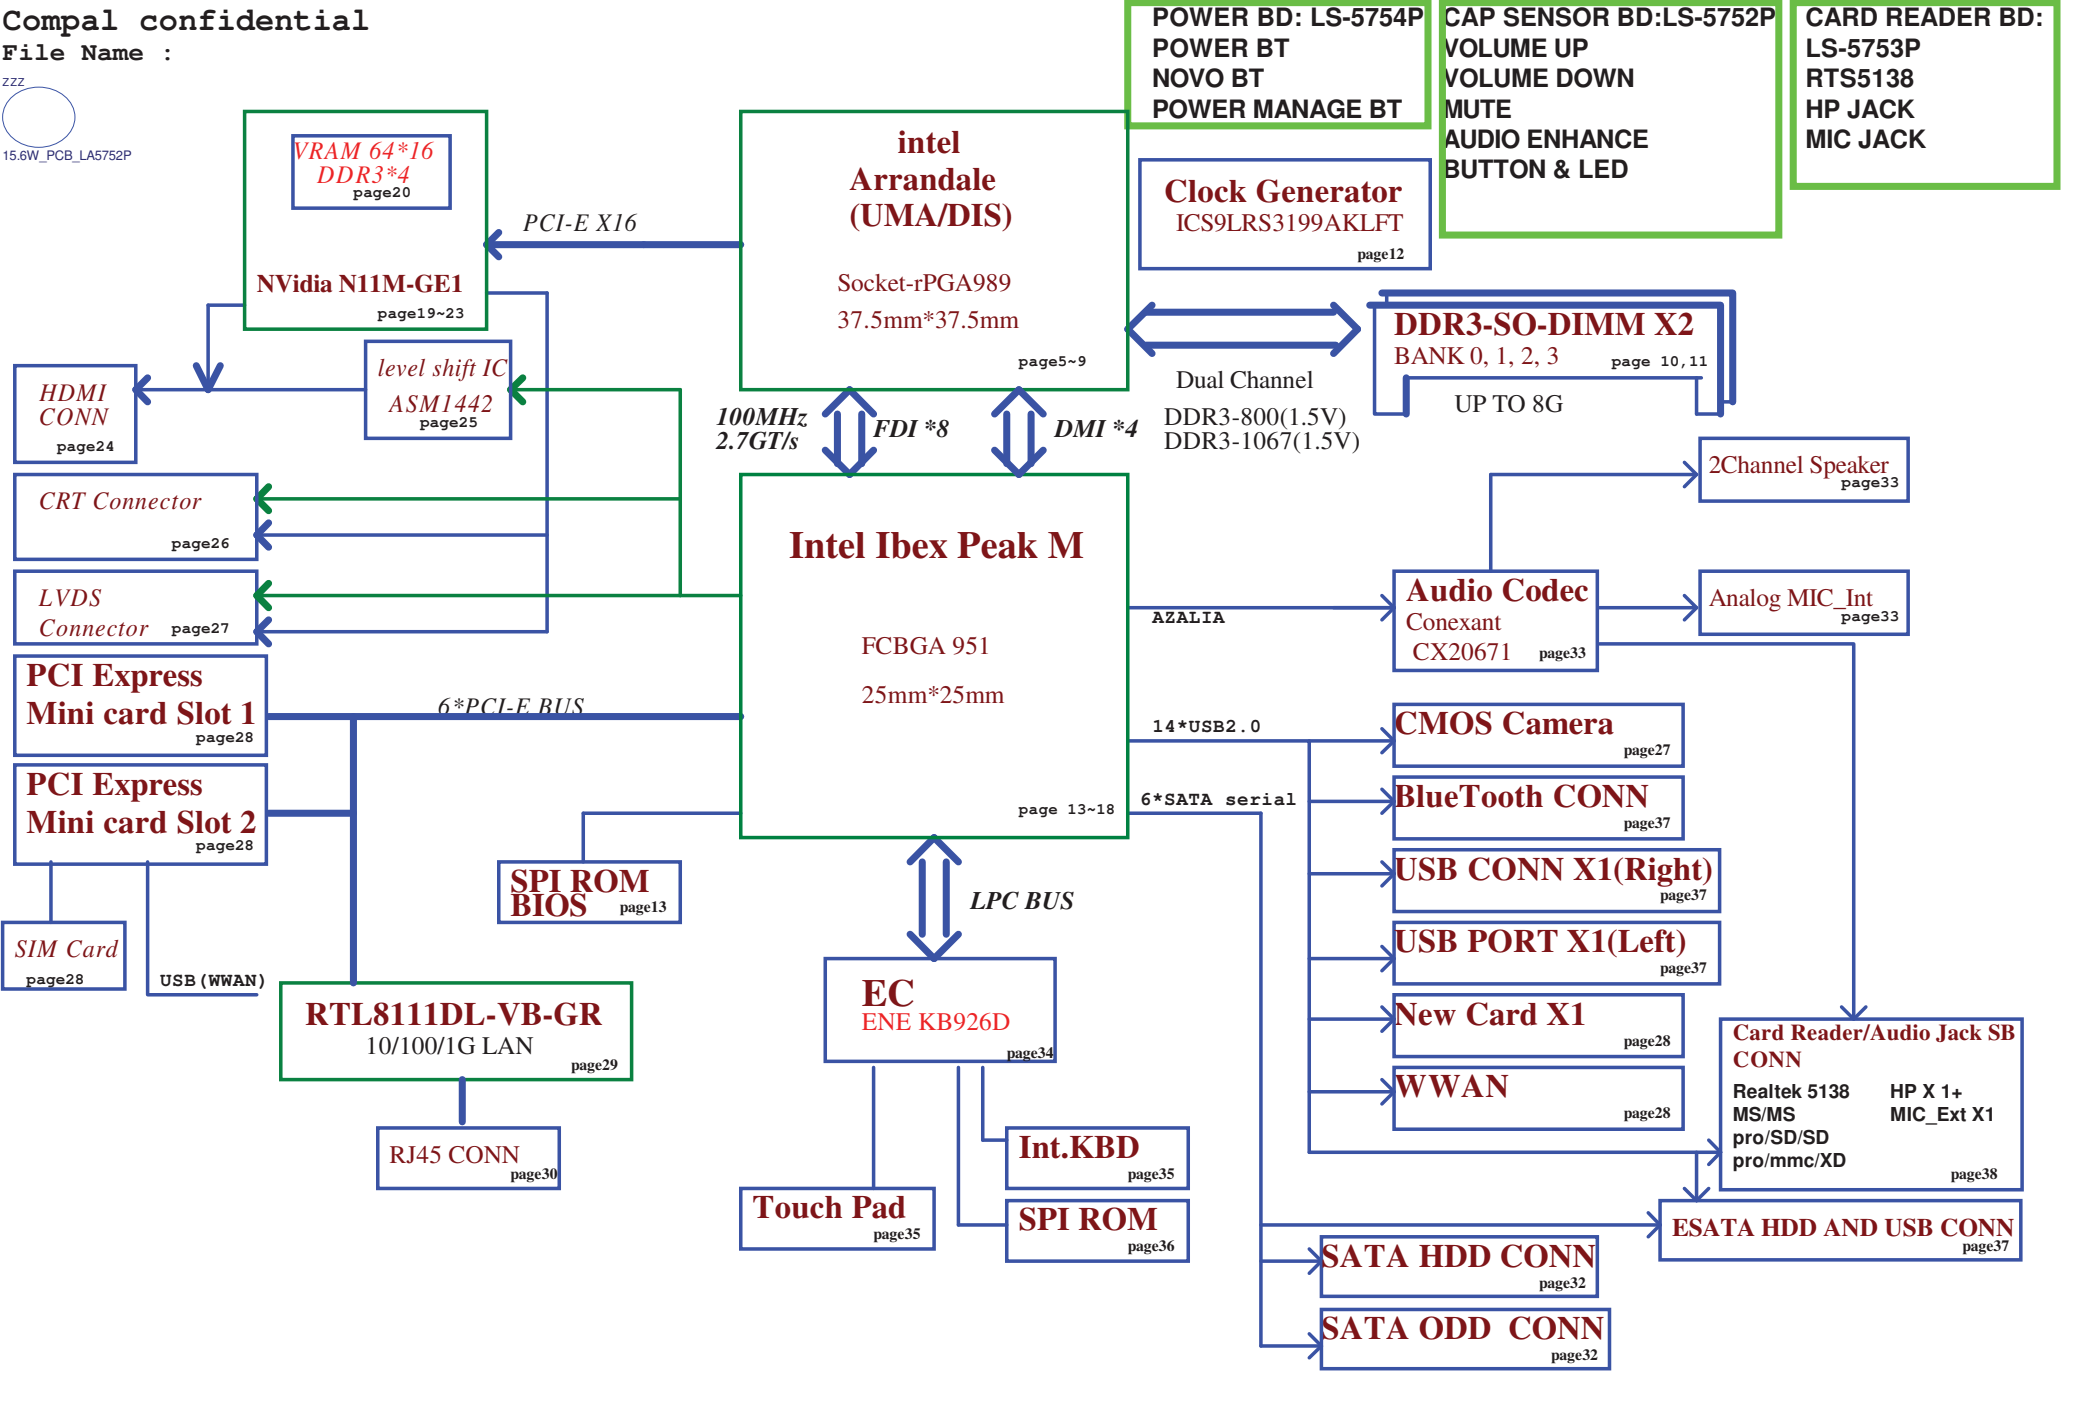 Compal confidential
File Name :
ZZZ
15.6W_PCB_LA5752P
POWER BD: LS-5754P
POWER BT
NOVO BT
POWER MANAGE BT
CAP SENSOR BD:LS-5752P
VOLUME UP
VOLUME DOWN
MUTE
AUDIO ENHANCE
BUTTON & LED
CARD READER BD:
LS-5753P
RTS5138
HP JACK
MIC JACK
VRAM 64*16
DDR3*4
page20
NVidia N11M-GE1
page19~23
PCI-E X16
intel
Arrandale
(UMA/DIS)
Socket-rPGA989
37.5mm*37.5mm
page5~9
Clock Generator
ICS9LRS3199AKLFT
page12
DDR3-SO-DIMM X2
BANK 0, 1, 2, 3
page 10,11
UP TO 8G
Dual Channel
DDR3-800(1.5V)
DDR3-1067(1.5V)
HDMI
CONN
page24
level shift IC
ASM1442
page25
100MHz
2.7GT/s
FDI *8
DMI *4
CRT Connector
page26
LVDS
Connector
page27
Intel Ibex Peak M
FCBGA 951
25mm*25mm
page 13~18
2Channel Speaker
page33
AZALIA
Audio Codec
Conexant
CX20671
page33
Analog MIC_Int
page33
PCI Express
Mini card Slot 1
page28
6*PCI-E BUS
PCI Express
Mini card Slot 2
page28
SIM Card
page28
USB(WWAN)
SPI ROM
BIOS
page13
LPC BUS
14*USB2.0
6*SATA serial
CMOS Camera
page27
BlueTooth CONN
page37
USB CONN X1(Right)
page37
USB PORT X1(Left)
page37
New Card X1
page28
WWAN
page28
RTL8111DL-VB-GR
10/100/1G LAN
page29
RJ45 CONN
page30
EC
ENE KB926D
page34
Int.KBD
page35
Touch Pad
page35
SPI ROM
page36
Card Reader/Audio Jack SB
CONN
Realtek 5138
MS/MS
pro/SD/SD
pro/mmc/XD
HP X 1+
MIC_Ext X1
page38
ESATA HDD AND USB CONN
page37
SATA HDD CONN
page32
SATA ODD CONN
page32